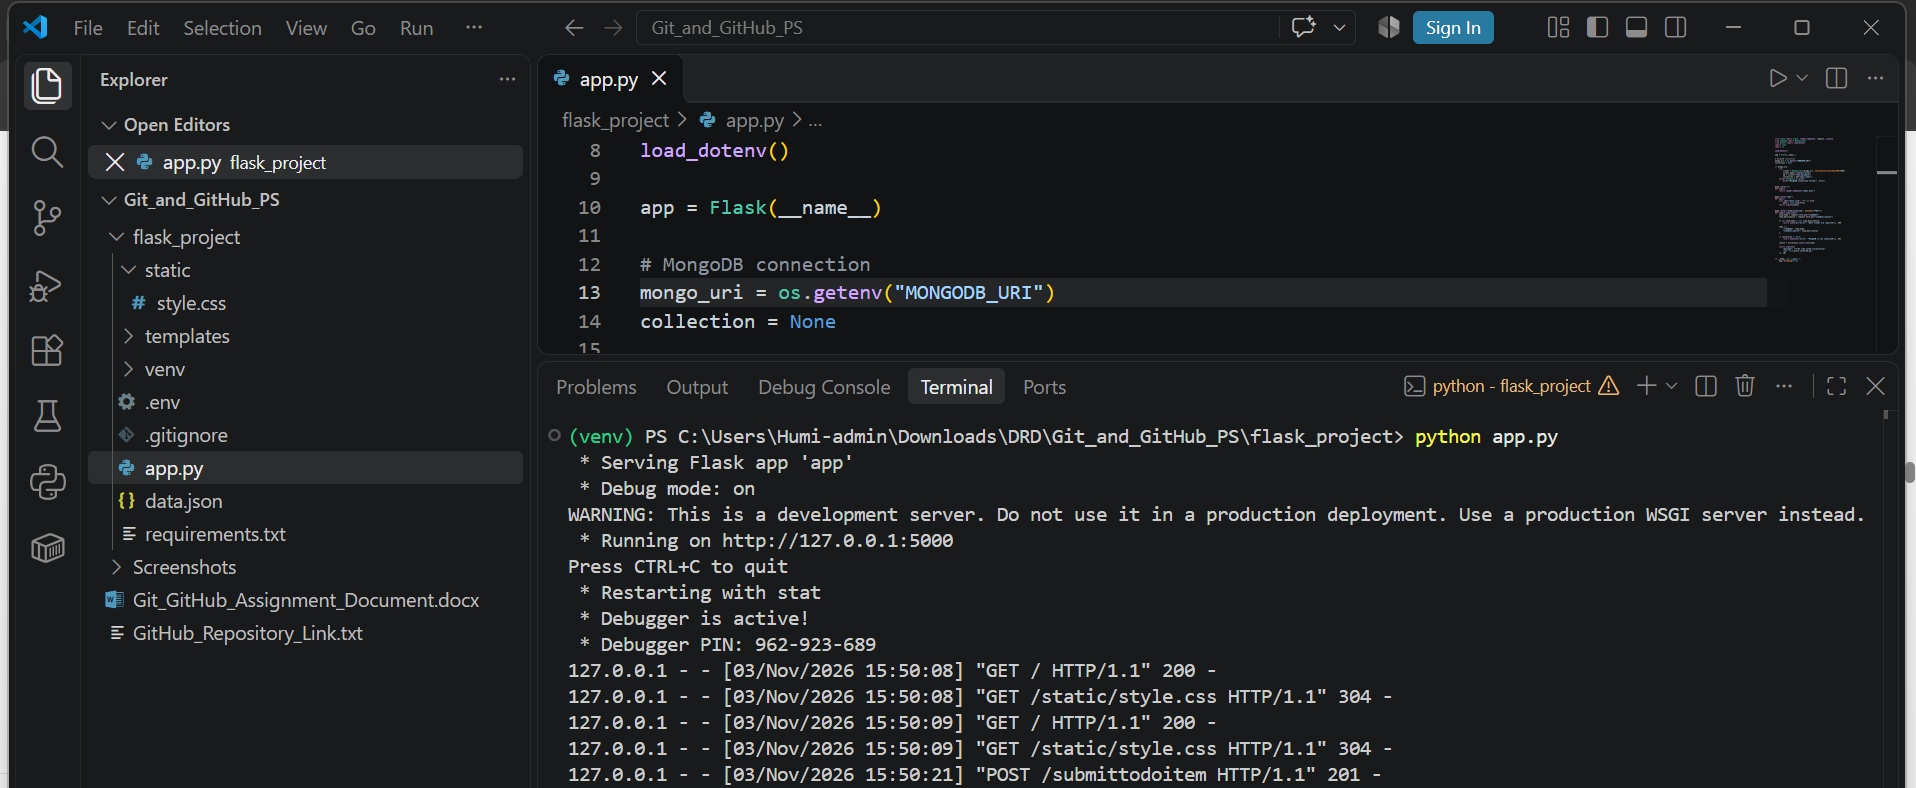 File Edit Selection View Go Run ···
Git_and_GitHub_PS
Sign In
Explorer
Open Editors
app.py flask_project
Git_and_GitHub_PS
flask_project
static
# style.css
templates
venv
.env
.gitignore
app.py
{} data.json
requirements.txt
Screenshots
Git_GitHub_Assignment_Document.docx
GitHub_Repository_Link.txt
app.py
flask_project > app.py > ...
8 load_dotenv()
9
10 app = Flask(__name__)
11
12 # MongoDB connection
13 mongo_uri = os.getenv("MONGODB_URI")
14 collection = None
15
Problems Output Debug Console Terminal Ports
python - flask_project
(venv) PS C:\Users\Humi-admin\Downloads\DRD\Git_and_GitHub_PS\flask_project> python app.py
* Serving Flask app 'app'
* Debug mode: on
WARNING: This is a development server. Do not use it in a production deployment. Use a production WSGI server instead.
* Running on http://127.0.0.1:5000
Press CTRL+C to quit
* Restarting with stat
* Debugger is active!
* Debugger PIN: 962-923-689
127.0.0.1 - - [03/Nov/2026 15:50:08] "GET / HTTP/1.1" 200 -
127.0.0.1 - - [03/Nov/2026 15:50:08] "GET /static/style.css HTTP/1.1" 304 -
127.0.0.1 - - [03/Nov/2026 15:50:09] "GET / HTTP/1.1" 200 -
127.0.0.1 - - [03/Nov/2026 15:50:09] "GET /static/style.css HTTP/1.1" 304 -
127.0.0.1 - - [03/Nov/2026 15:50:21] "POST /submittodoitem HTTP/1.1" 201 -